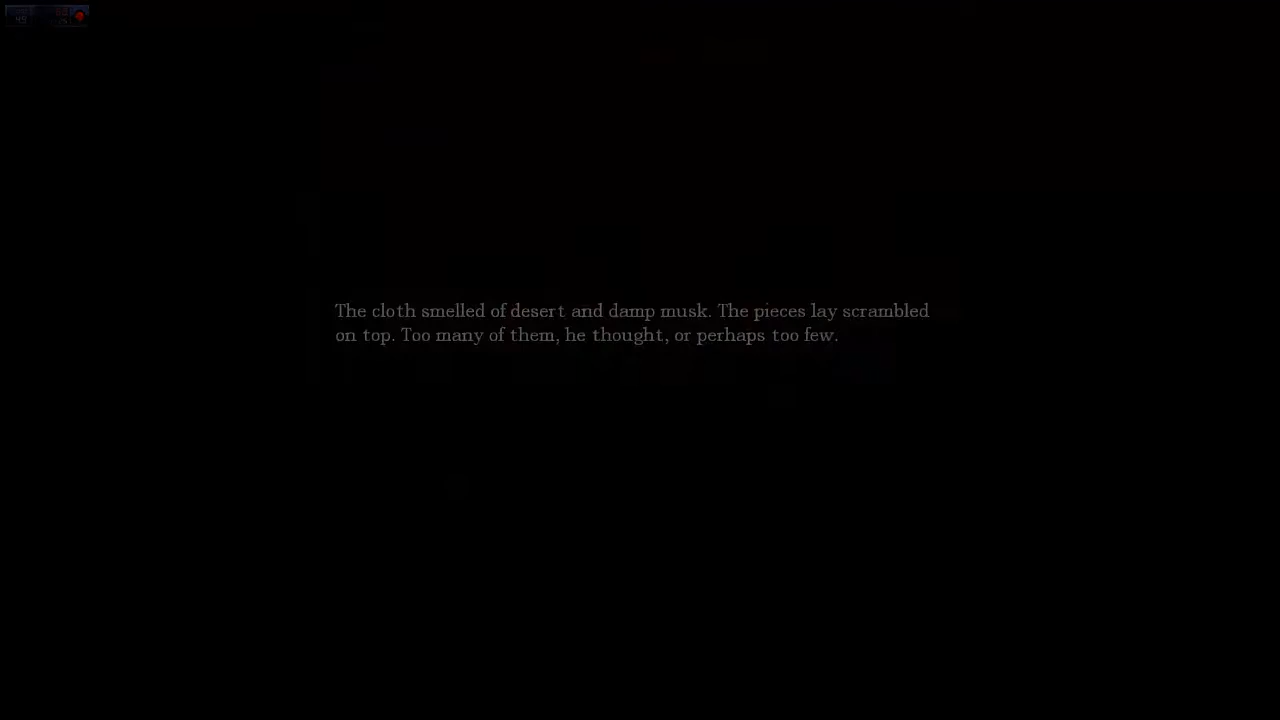 The cloth smelled of desert and damp musk. The pieces lay scrambled
on top. Too many of them, he thought, or perhaps too few.